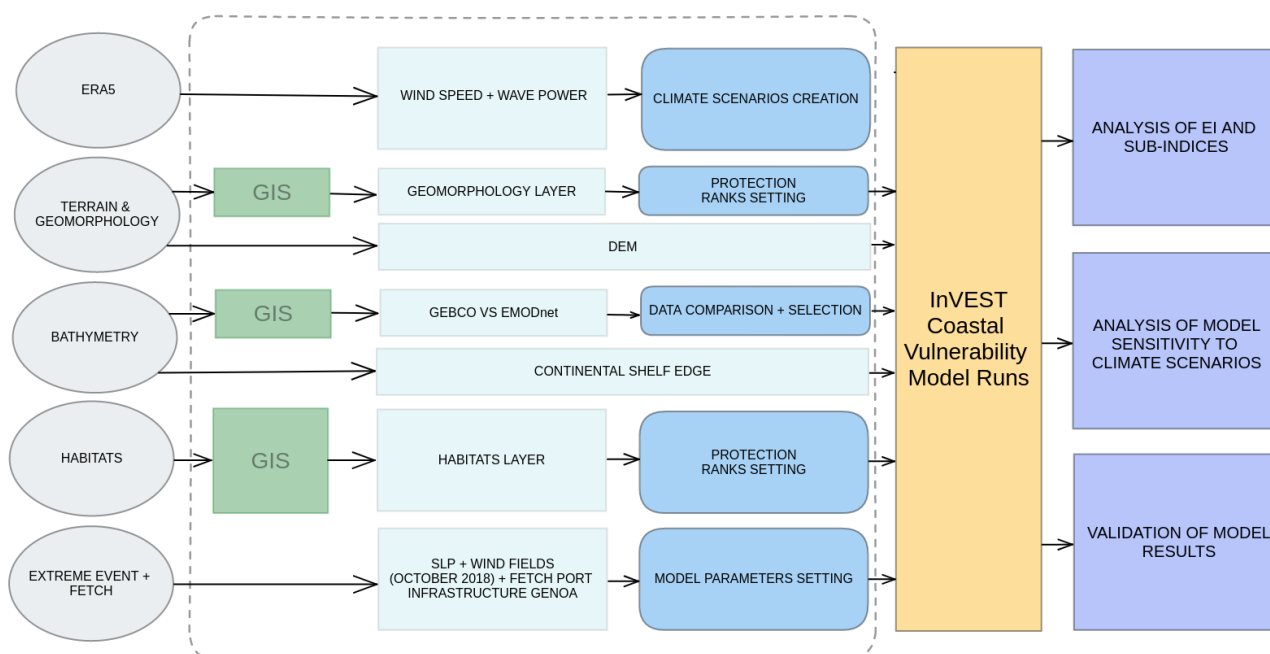 ERA5
WIND SPEED + WAVE POWER
CLIMATE SCENARIOS CREATION
TERRAIN &
GEOMORPHOLOGY
GIS
GEOMORPHOLOGY LAYER
PROTECTION
RANKS SETTING
DEM
BATHYMETRY
GIS
GEBCO VS EMODnet
DATA COMPARISON + SELECTION
CONTINENTAL SHELF EDGE
HABITATS
GIS
HABITATS LAYER
PROTECTION
RANKS SETTING
EXTREME EVENT +
FETCH
SLP + WIND FIELDS
(OCTOBER 2018) + FETCH PORT
INFRASTRUCTURE GENOA
MODEL PARAMETERS SETTING
InVEST
Coastal
Vulnerability
Model Runs
ANALYSIS OF EI AND
SUB-INDICES
ANALYSIS OF MODEL
SENSITIVITY TO
CLIMATE SCENARIOS
VALIDATION OF MODEL
RESULTS